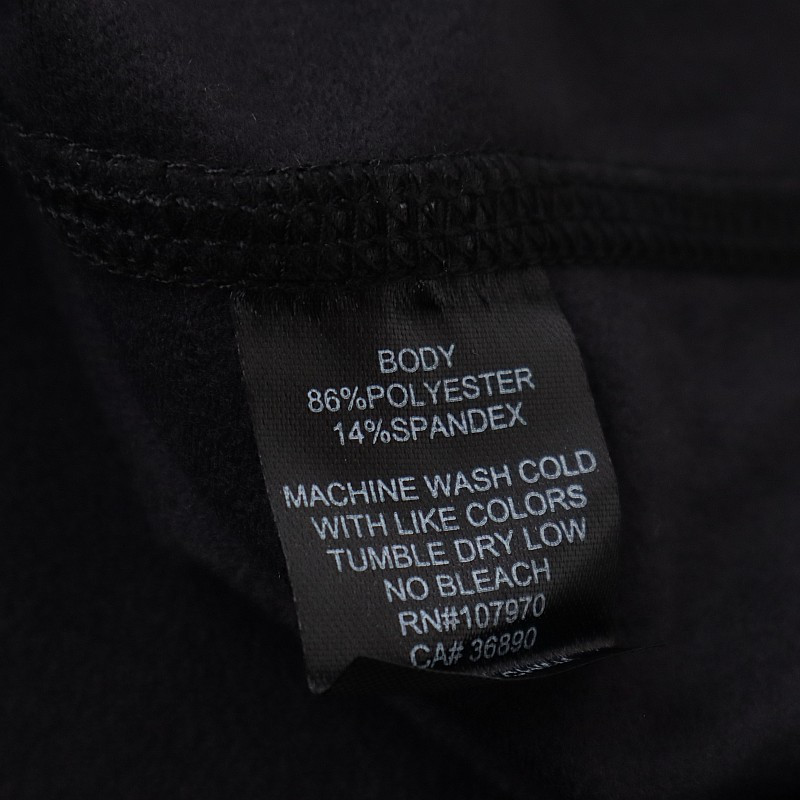 BODY
86%POLYESTER
14%SPANDEX
MACHINE WASH COLD
WITH LIKE COLORS
TUMBLE DRY LOW
NO BLEACH
RN#107970
CA# 36890